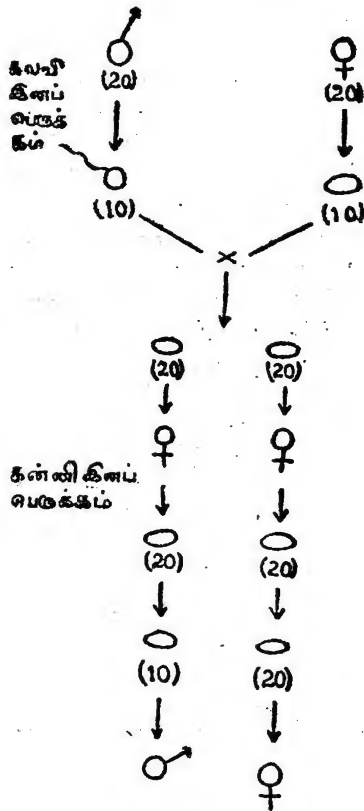 கலவி
இனப்
பெருக்
கம்
(20)
(20)
(10)
(10)
(20)
(20)
கன்னி இனப்
பெருக்கம்
(20)
(20)
(10)
(20)